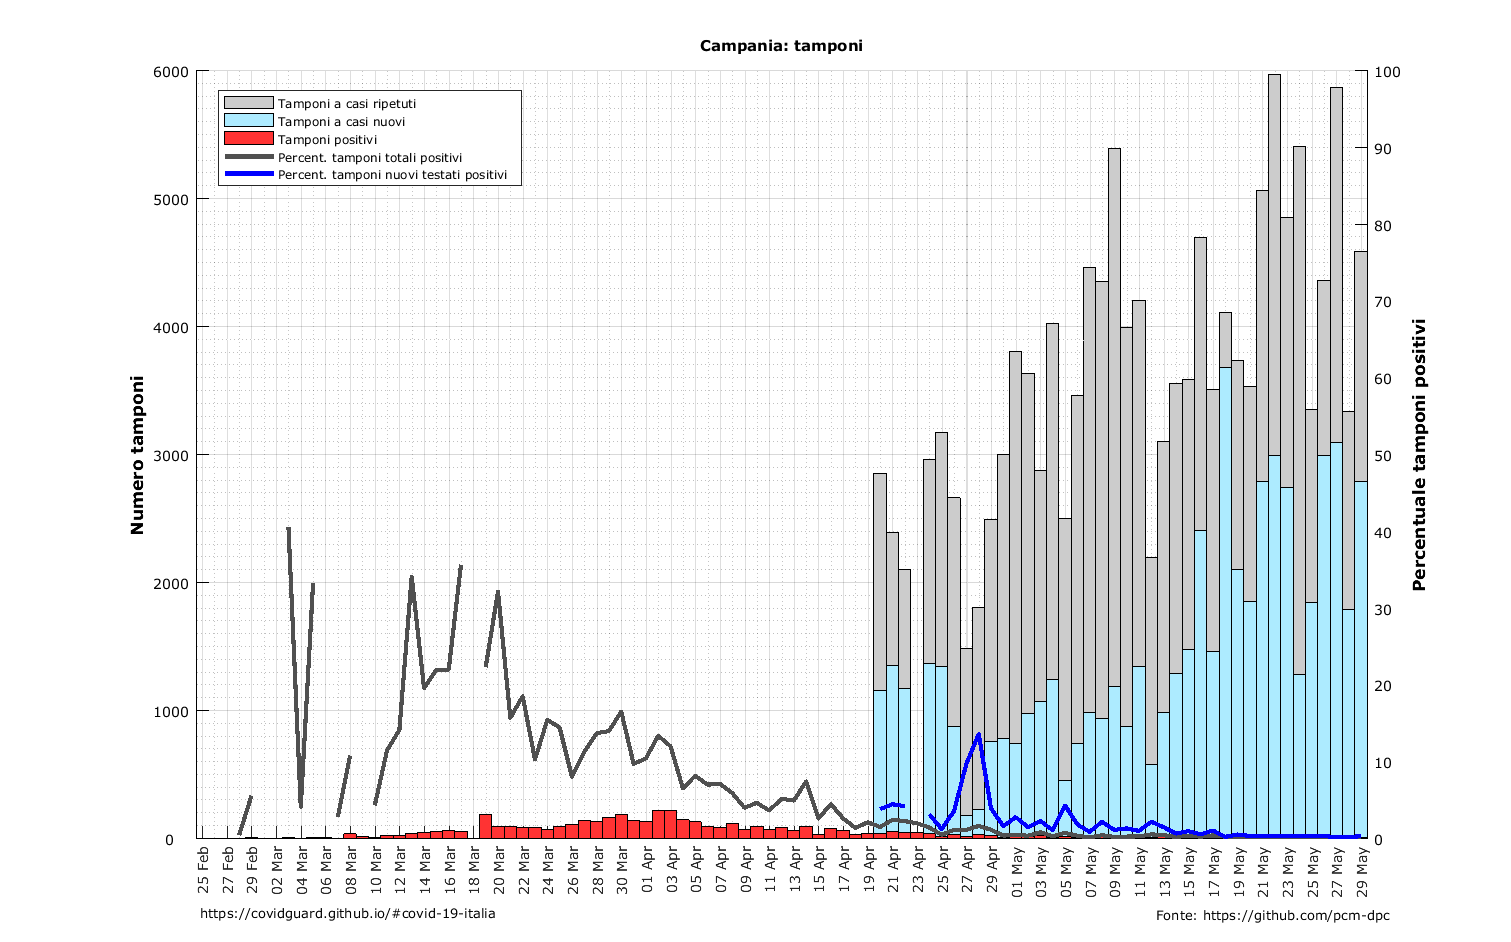 Campania: tamponi
Tamponi a casi ripetuti
Tamponi a casi nuovi
Tamponi positivi
Percent. tamponi totali positivi
Percent. tamponi nuovi testati positivi
Numero tamponi
6000
5000
4000
3000
2000
1000
0
Percentuale tamponi positivi
100
90
80
70
60
50
40
30
20
10
0
25 Feb
27 Feb
29 Feb
02 Mar
04 Mar
06 Mar
08 Mar
10 Mar
12 Mar
14 Mar
16 Mar
18 Mar
20 Mar
22 Mar
24 Mar
26 Mar
28 Mar
30 Mar
01 Apr
03 Apr
05 Apr
07 Apr
09 Apr
11 Apr
13 Apr
15 Apr
17 Apr
19 Apr
21 Apr
23 Apr
25 Apr
27 Apr
29 Apr
01 May
03 May
05 May
07 May
09 May
11 May
13 May
15 May
17 May
19 May
21 May
23 May
25 May
27 May
29 May
https://covidguard.github.io/#covid-19-italia
Fonte: https://github.com/pcm-dpc